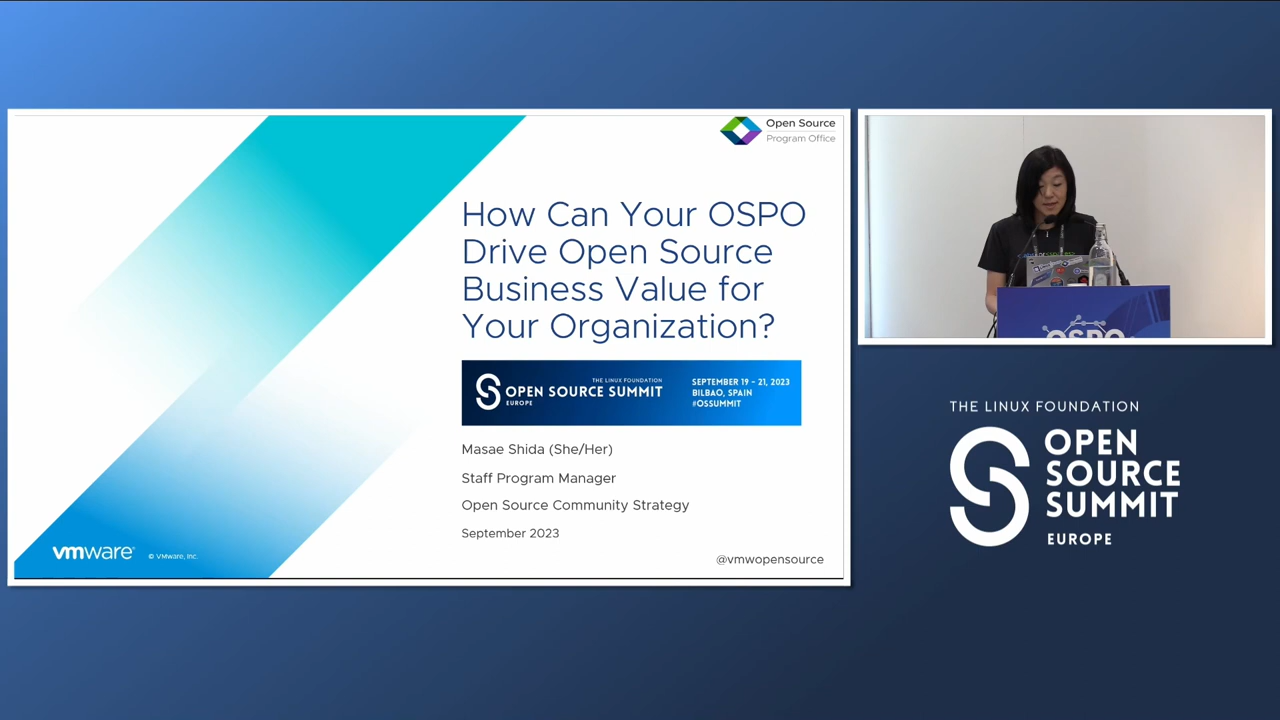 Open Source
Program Office
How Can Your OSPO
Drive Open Source
Business Value for
Your Organization?
THE LINUX FOUNDATION
OPEN SOURCE SUMMIT
EUROPE
SEPTEMBER 19 - 21, 2023
BILBAO, SPAIN
#OSSUMMIT
Masae Shida (She/Her)
Staff Program Manager
Open Source Community Strategy
September 2023
vmware®
© VMware, Inc.
@vmwopensource
OSPO
THE LINUX FOUNDATION
OPEN
SOURCE
SUMMIT
EUROPE